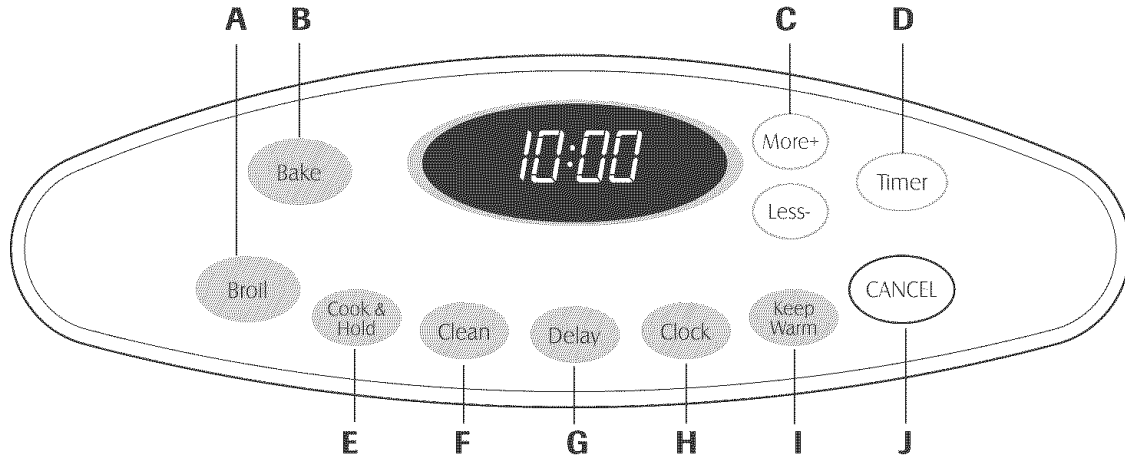 A B C D
10:00
More+
Bake
Timer
Less-
Broil
CANCEL
Cook &
Hold
Clean
Delay
Clock
Keep
Warm
E F G H I J